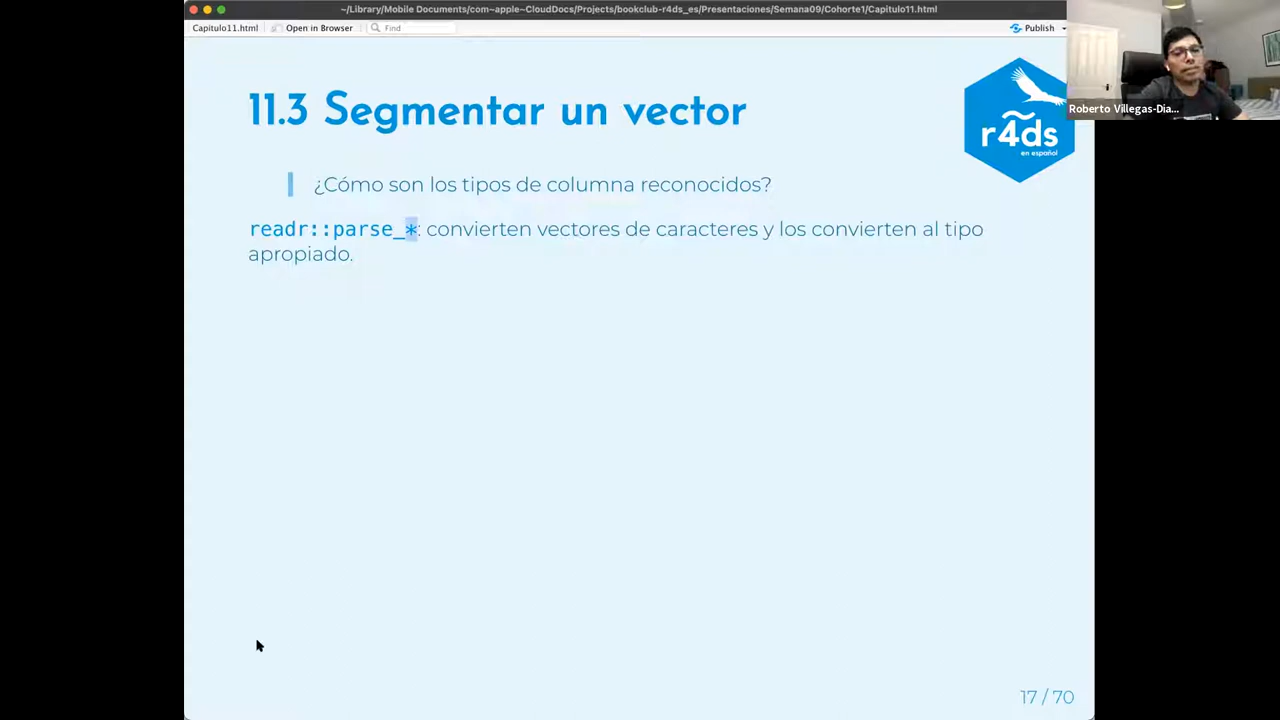 ~/Library/Mobile Documents/com~apple~CloudDocs/Projects/bookclub-r4ds_es/Presentaciones/Semana09/Cohorte1/Capitulo11.html
Capitulo11.html
Open in Browser
Find
Publish
11.3 Segmentar un vector
r4ds
en español
Roberto Villegas-Dia...
¿Cómo son los tipos de columna reconocidos?
readr::parse_*: convierten vectores de caracteres y los convierten al tipo
apropiado.
17 / 70